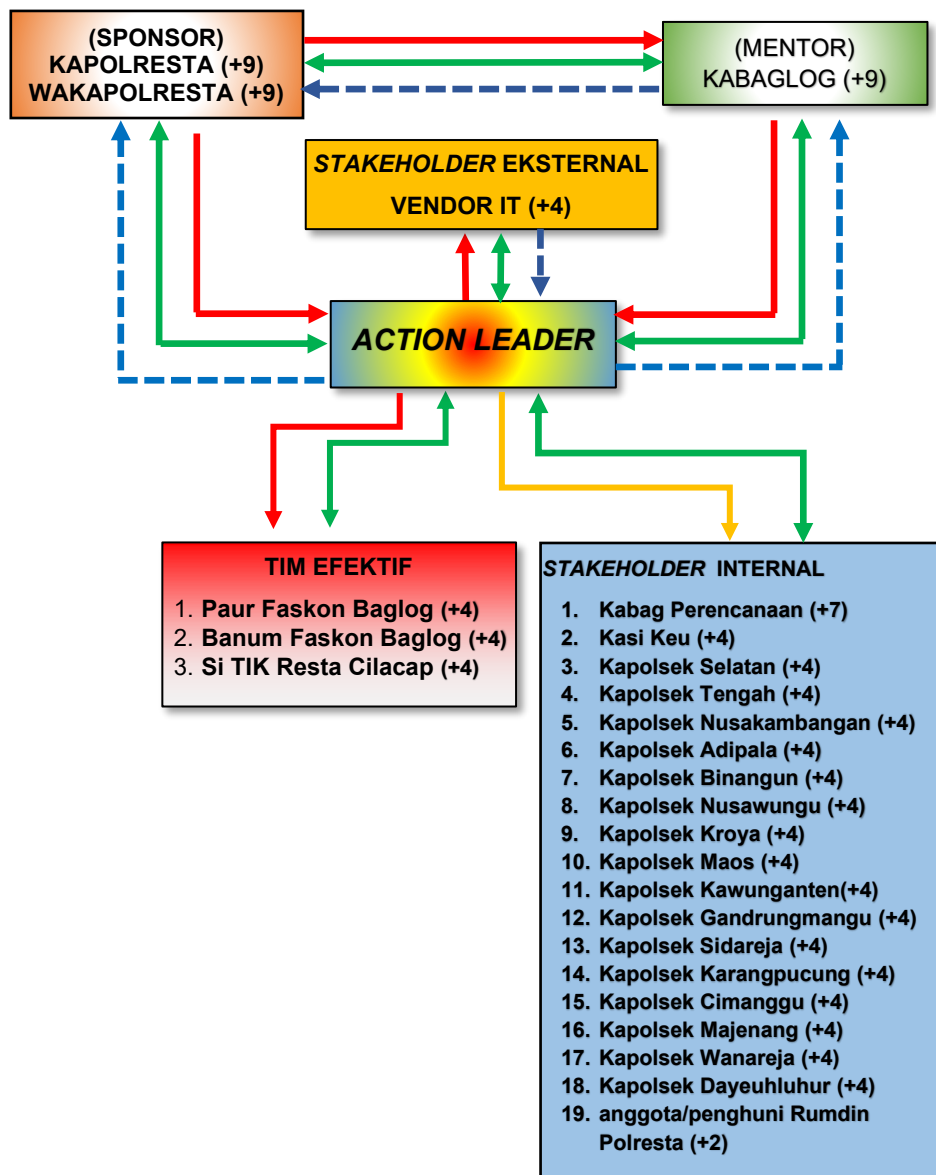 (SPONSOR)
KAPOLRESTA (+9)
WAKAPOLRESTA (+9)
(MENTOR)
KABAGLOG (+9)
STAKEHOLDER EKSTERNAL
VENDOR IT (+4)
ACTION LEADER
TIM EFEKTIF
1. Paur Faskon Baglog (+4)
2. Banum Faskon Baglog (+4)
3. Si TIK Resta Cilacap (+4)
STAKEHOLDER INTERNAL
1. Kabag Perencanaan (+7)
2. Kasi Keu (+4)
3. Kapolsek Selatan (+4)
4. Kapolsek Tengah (+4)
5. Kapolsek Nusakambangan (+4)
6. Kapolsek Adipala (+4)
7. Kapolsek Binangun (+4)
8. Kapolsek Nusawungu (+4)
9. Kapolsek Kroya (+4)
10. Kapolsek Maos (+4)
11. Kapolsek Kawunganten(+4)
12. Kapolsek Gandrungmangu (+4)
13. Kapolsek Sidareja (+4)
14. Kapolsek Karangpucung (+4)
15. Kapolsek Cimanggu (+4)
16. Kapolsek Majenang (+4)
17. Kapolsek Wanareja (+4)
18. Kapolsek Dayeuhluhur (+4)
19. anggota/penghuni Rumdin
Polresta (+2)